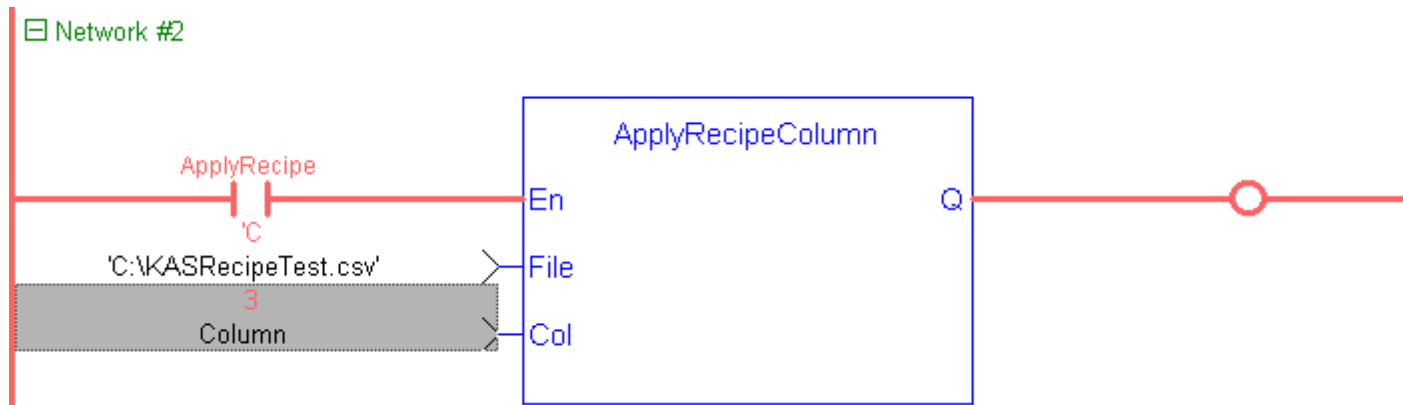 Network #2
ApplyRecipeColumn
ApplyRecipe
En Q
'C
'C:\KASRecipeTest.csv' File
3
Column Col